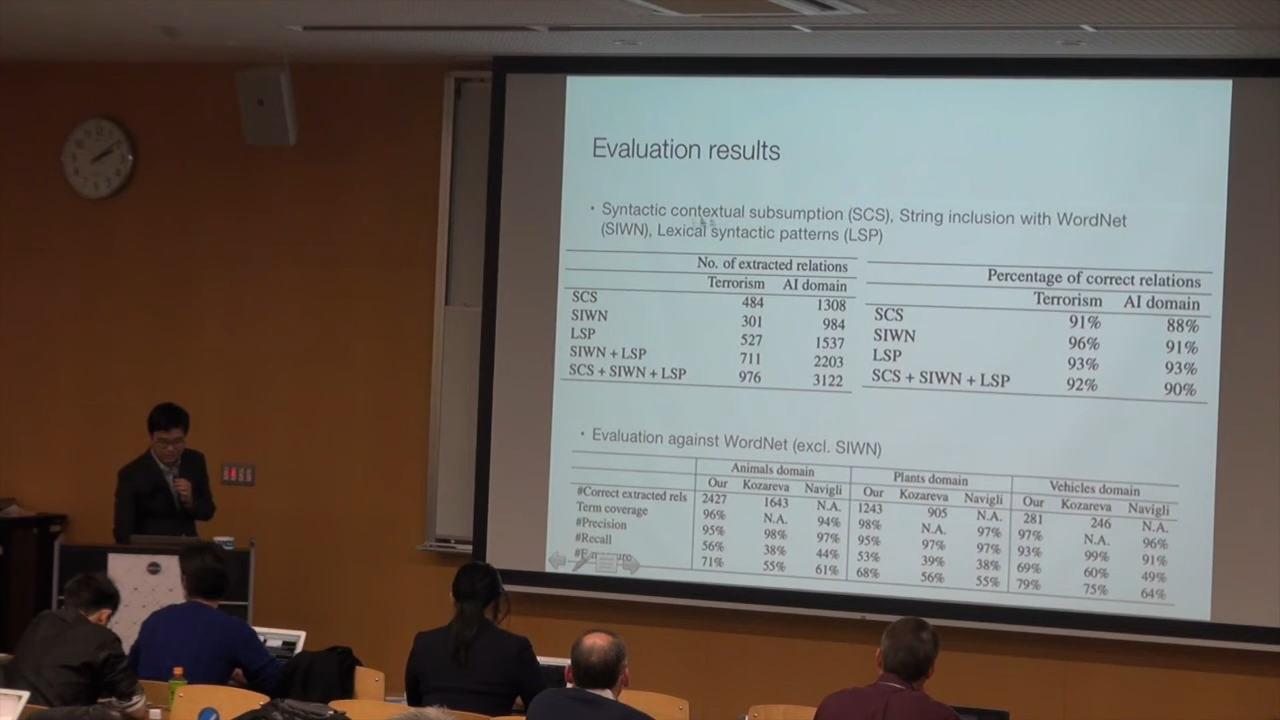 Evaluation results
• Syntactic contextual subsumption (SCS), String inclusion with WordNet
(SIWN), Lexical syntactic patterns (LSP)
No. of extracted relations
Terrorism AI domain
SCS 484 1308
SIWN 301 984
LSP 527 1537
SIWN + LSP 711 2203
SCS + SIWN + LSP 976 3122
Percentage of correct relations
Terrorism AI domain
SCS 91% 88%
SIWN 96% 91%
LSP 93% 93%
SCS + SIWN + LSP 92% 90%
• Evaluation against WordNet (excl. SIWN)
Animals domain Plants domain Vehicles domain
Our Kozareva Navigli Our Kozareva Navigli Our Kozareva Navigli
#Correct extracted rels 2427 1643 N.A. 1243 905 N.A. 281 246 N.A.
Term coverage 96% N.A. 94% 98% N.A. 97% 97% N.A. 96%
#Precision 95% 98% 97% 95% 97% 97% 93% 99% 91%
#Recall 56% 38% 44% 53% 39% 38% 69% 60% 49%
71% 55% 61% 68% 56% 55% 79% 75% 64%